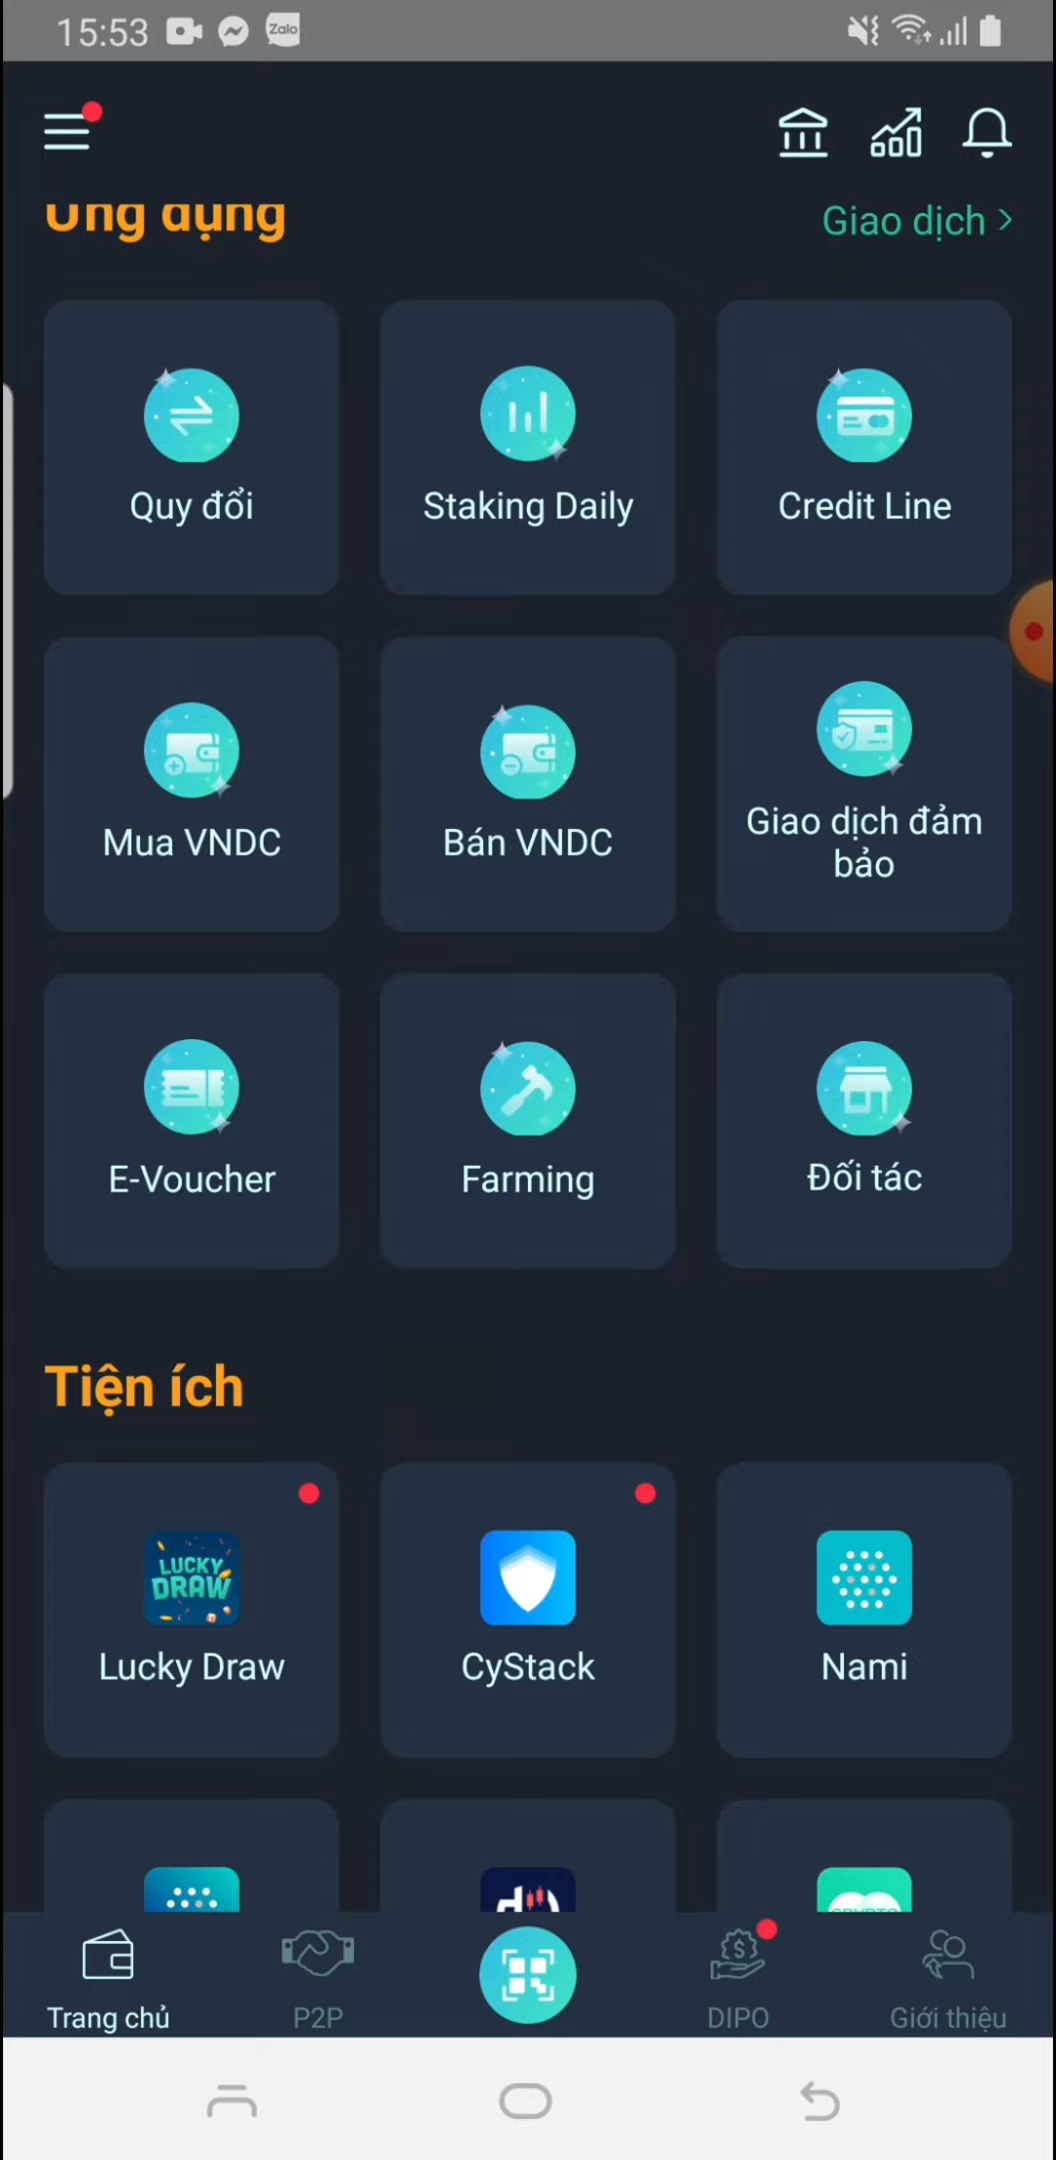 15:53
Zalo
Ứng dụng
Giao dịch >
Quy đổi
Staking Daily
Credit Line
Mua VNDC
Bán VNDC
Giao dịch đảm
bảo
E-Voucher
Farming
Đối tác
Tiện ích
LUCKY
DRAW
Lucky Draw
CyStack
Nami
Trang chủ
P2P
DIPO
Giới thiệu